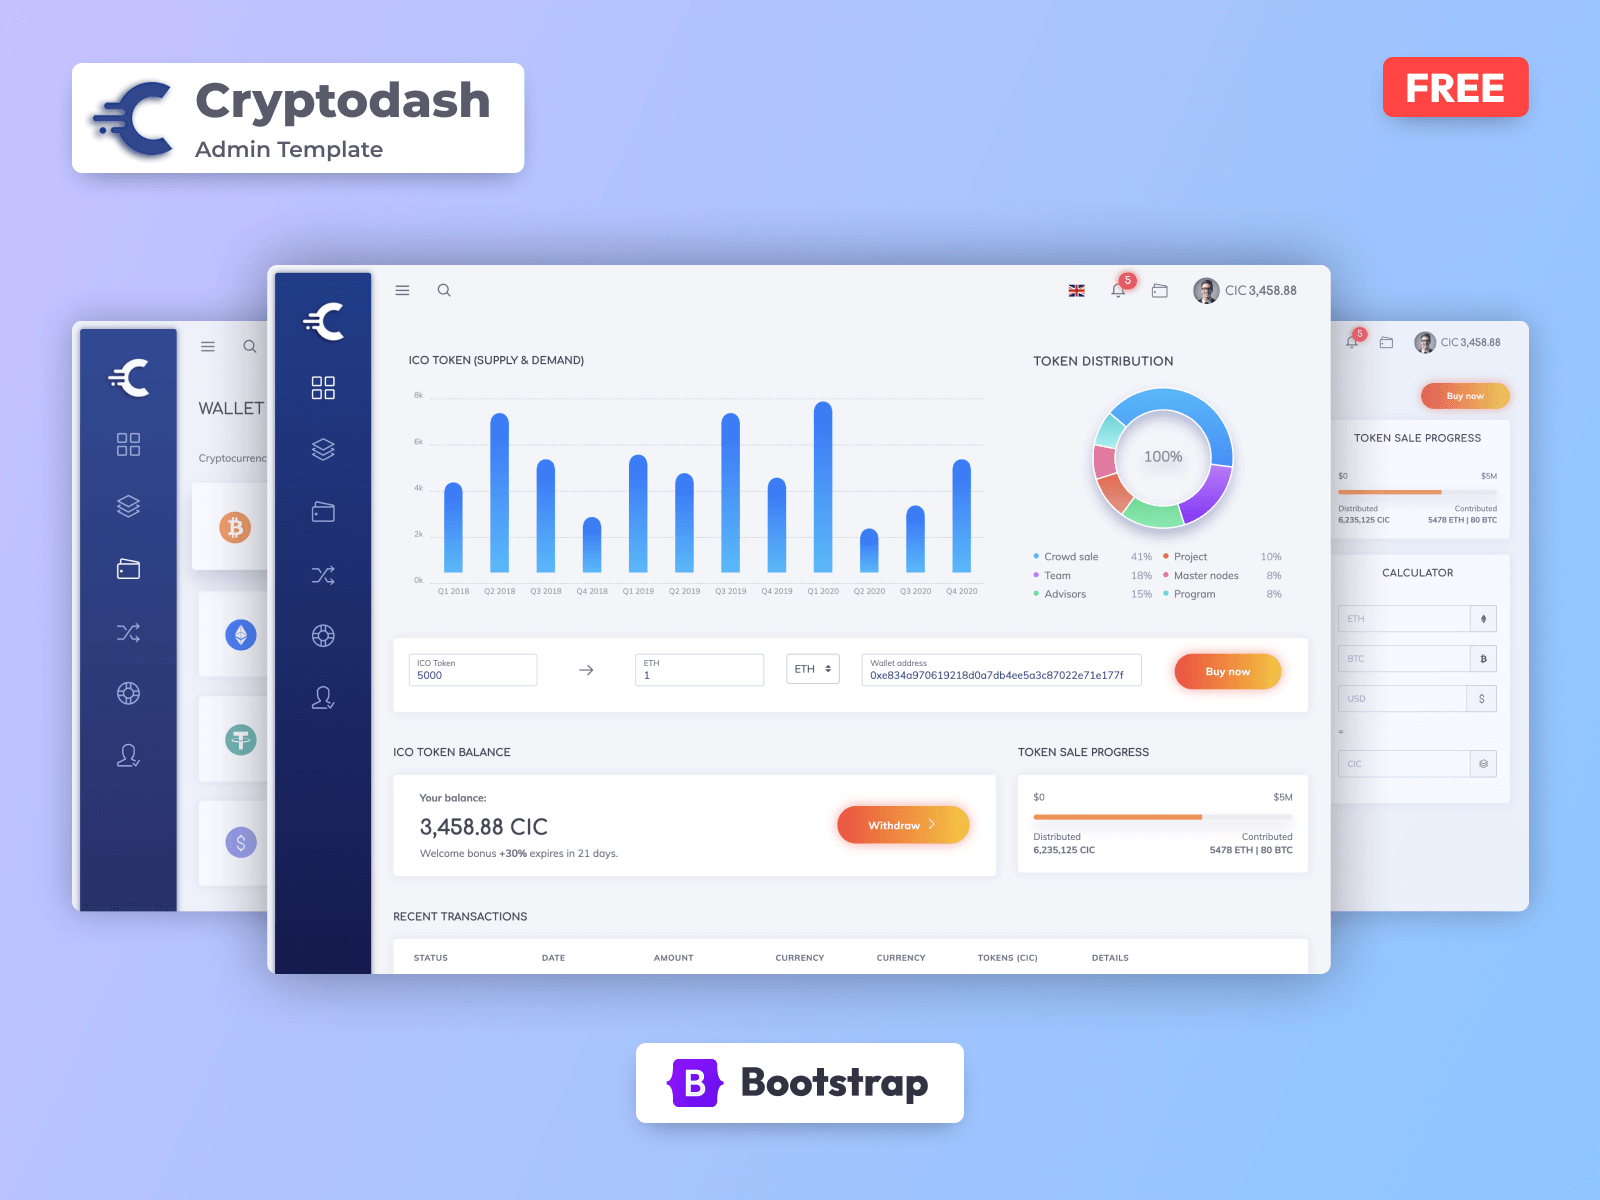 Cryptodash
Admin Template
FREE
5
CIC 3,458.88
WALLET
Cryptocurrenc
ICO TOKEN (SUPPLY & DEMAND)
8k
6k
4k
2k
0k
Q1 2018 Q2 2018 Q3 2018 Q4 2018 Q1 2019 Q2 2019 Q3 2019 Q4 2019 Q1 2020 Q2 2020 Q3 2020 Q4 2020
TOKEN DISTRIBUTION
100%
Crowd sale 41% Project 10%
Team 18% Master nodes 8%
Advisors 15% Program 8%
ICO Token
5000
ETH
1
ETH
Wallet address
0xe834a970619218d0a7db4ee5a3c87022e71e177f
Buy now
ICO TOKEN BALANCE
Your balance:
3,458.88 CIC
Welcome bonus +30% expires in 21 days.
Withdraw
TOKEN SALE PROGRESS
$0 $5M
Distributed Contributed
6,235,125 CIC 5478 ETH | 80 BTC
RECENT TRANSACTIONS
STATUS DATE AMOUNT CURRENCY CURRENCY TOKENS (CIC) DETAILS
5
CIC 3,458.88
Buy now
TOKEN SALE PROGRESS
$0 $5M
Distributed Contributed
6,235,125 CIC 5478 ETH | 80 BTC
CALCULATOR
ETH
BTC
USD $
=
CIC
B Bootstrap